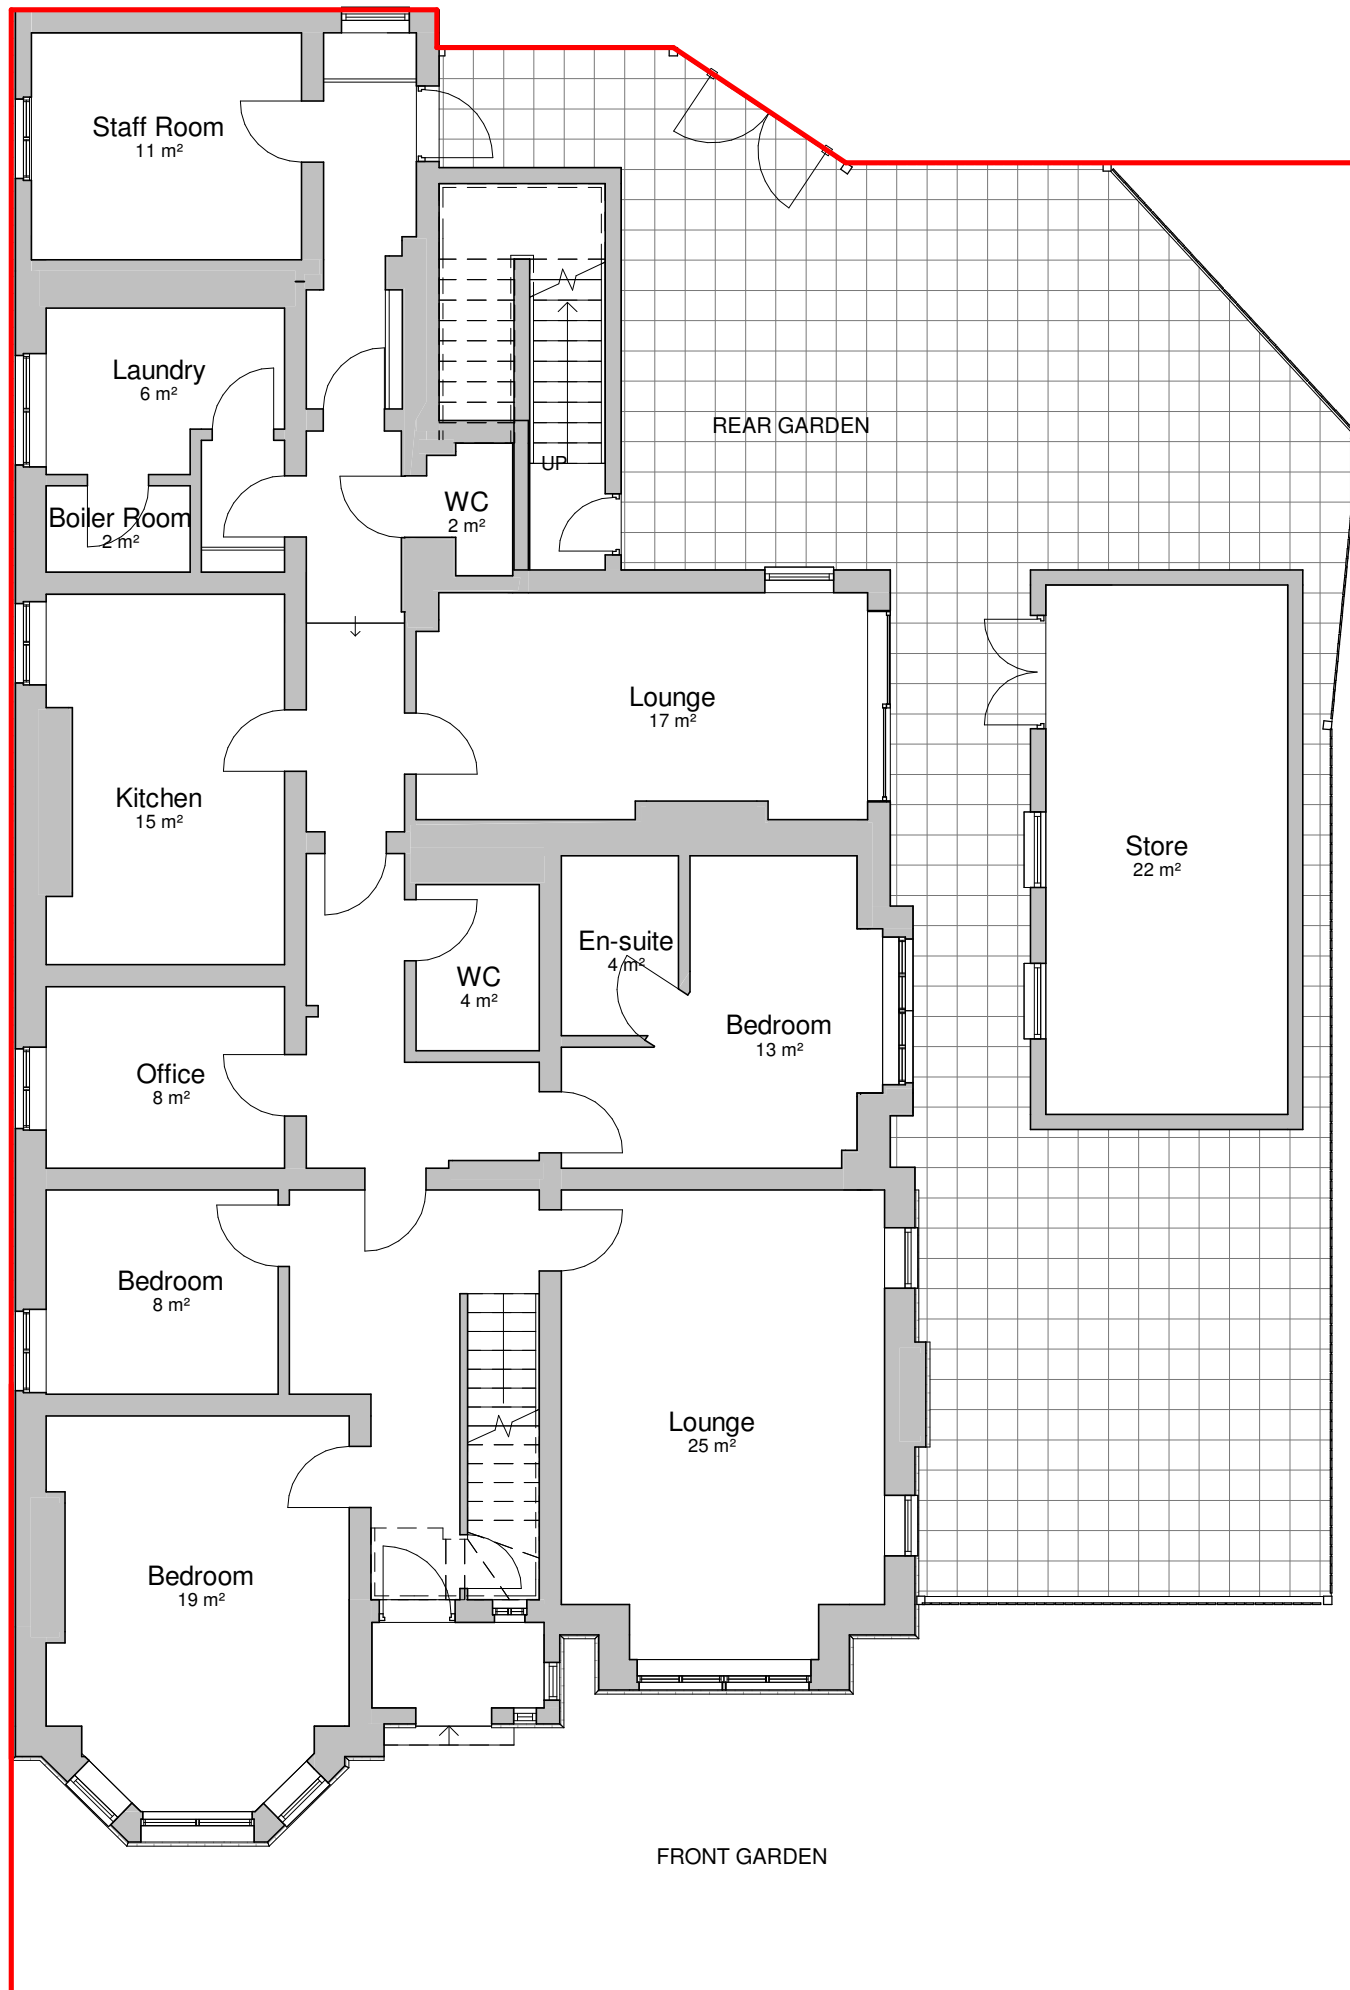 Staff Room
11 m²
Laundry
6 m²
REAR GARDEN
UP
WC
2 m²
Boiler Room
2 m²
Lounge
17 m²
Kitchen
15 m²
Store
22 m²
En-suite
4 m²
WC
4 m²
Bedroom
13 m²
Office
8 m²
Bedroom
8 m²
Lounge
25 m²
Bedroom
19 m²
FRONT GARDEN